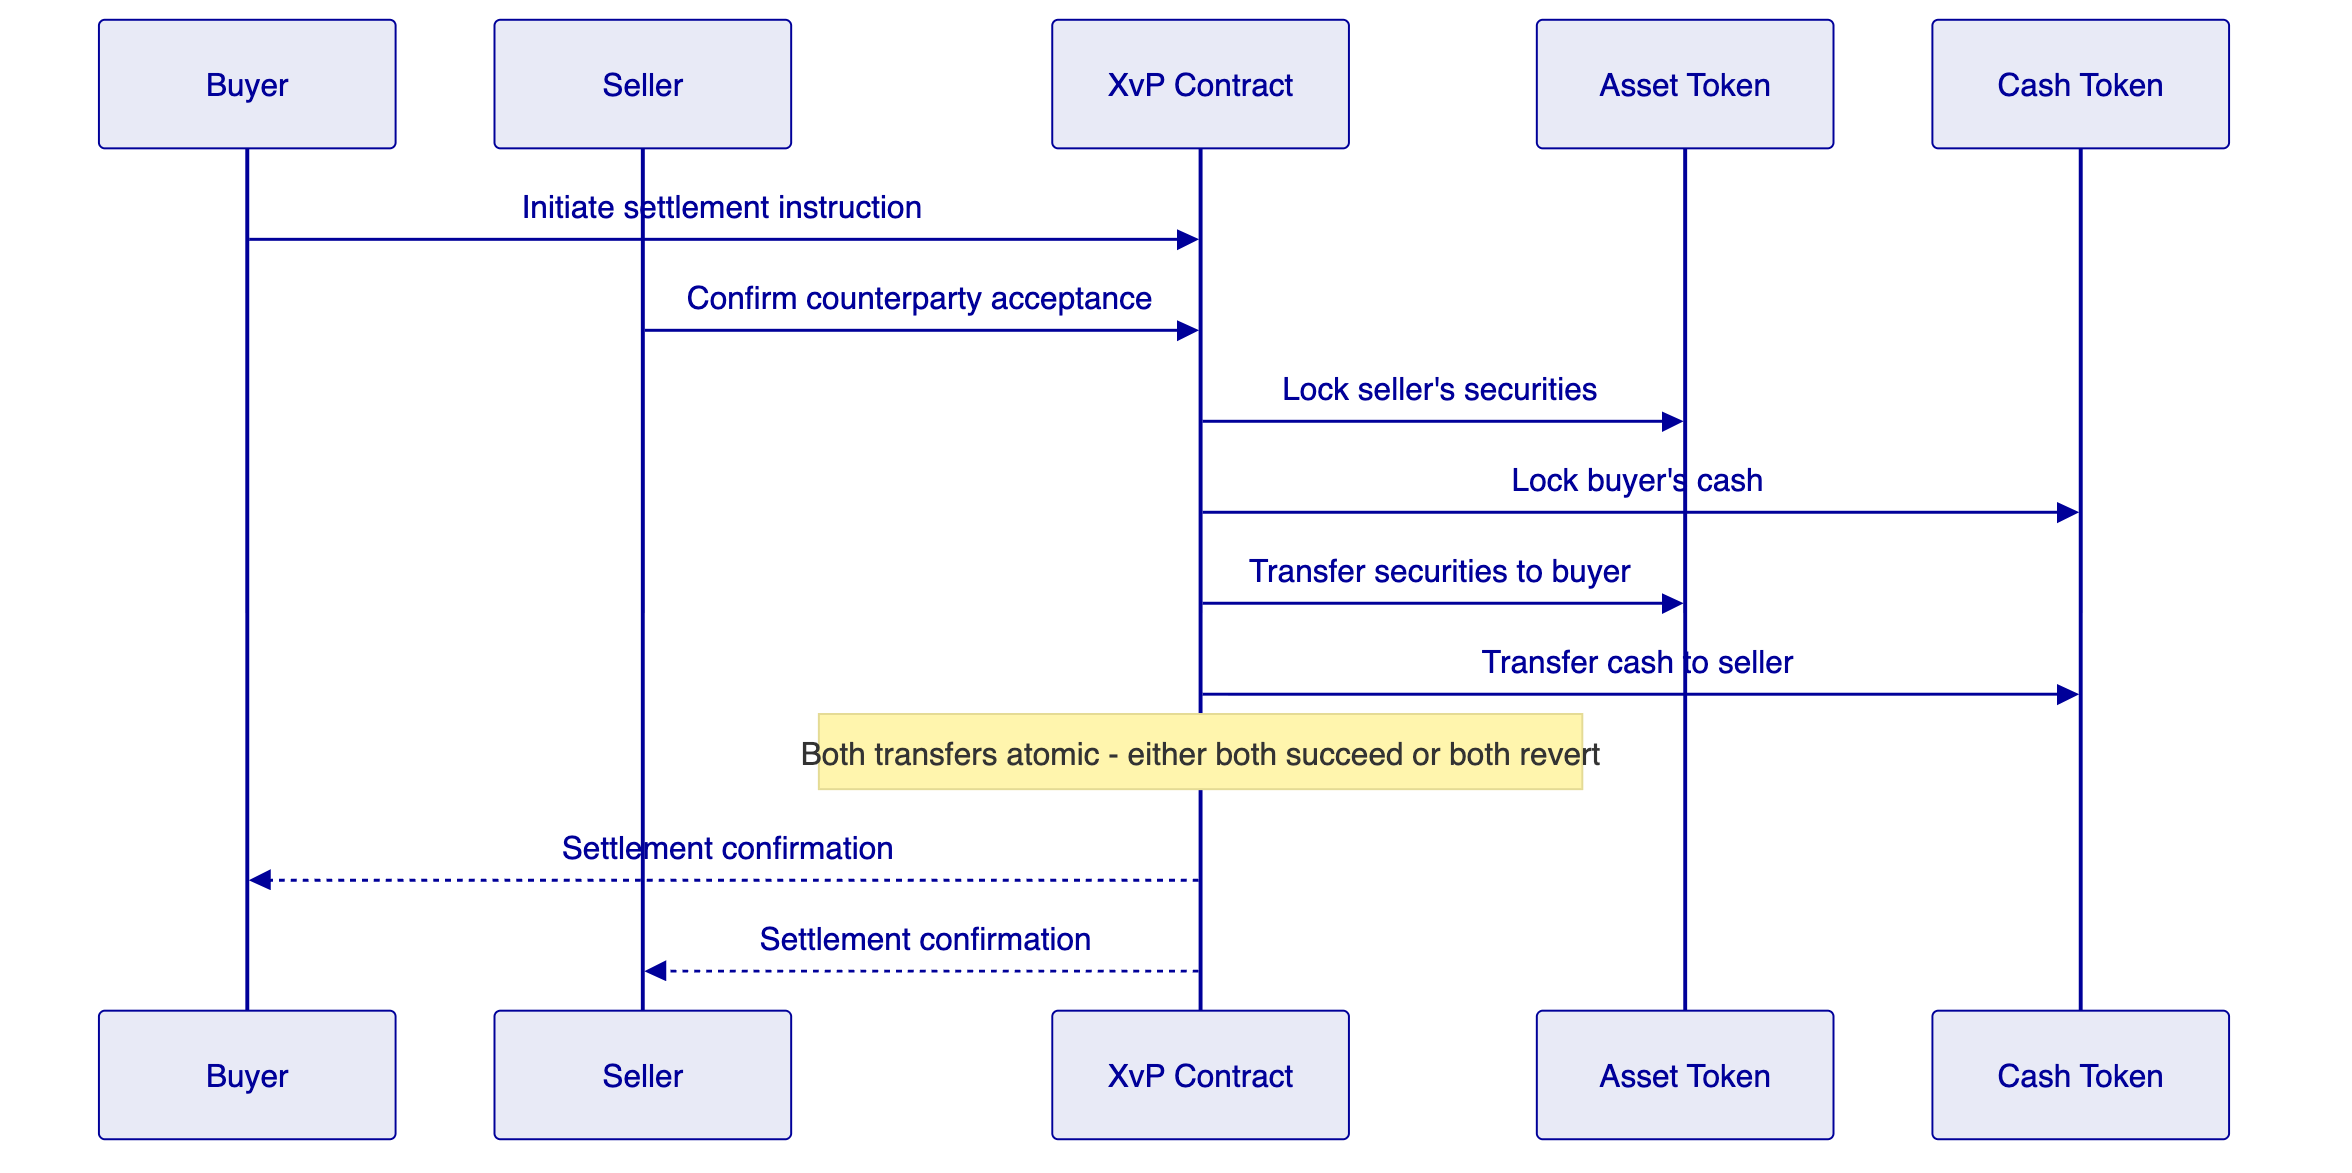 Buyer
Seller
XvP Contract
Asset Token
Cash Token
Initiate settlement instruction
Confirm counterparty acceptance
Lock seller's securities
Lock buyer's cash
Transfer securities to buyer
Transfer cash to seller
Both transfers atomic - either both succeed or both revert
Settlement confirmation
Settlement confirmation
Buyer
Seller
XvP Contract
Asset Token
Cash Token